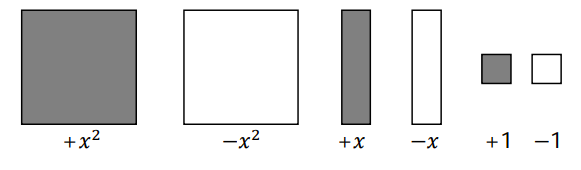 +x² −x² +x −x +1 −1